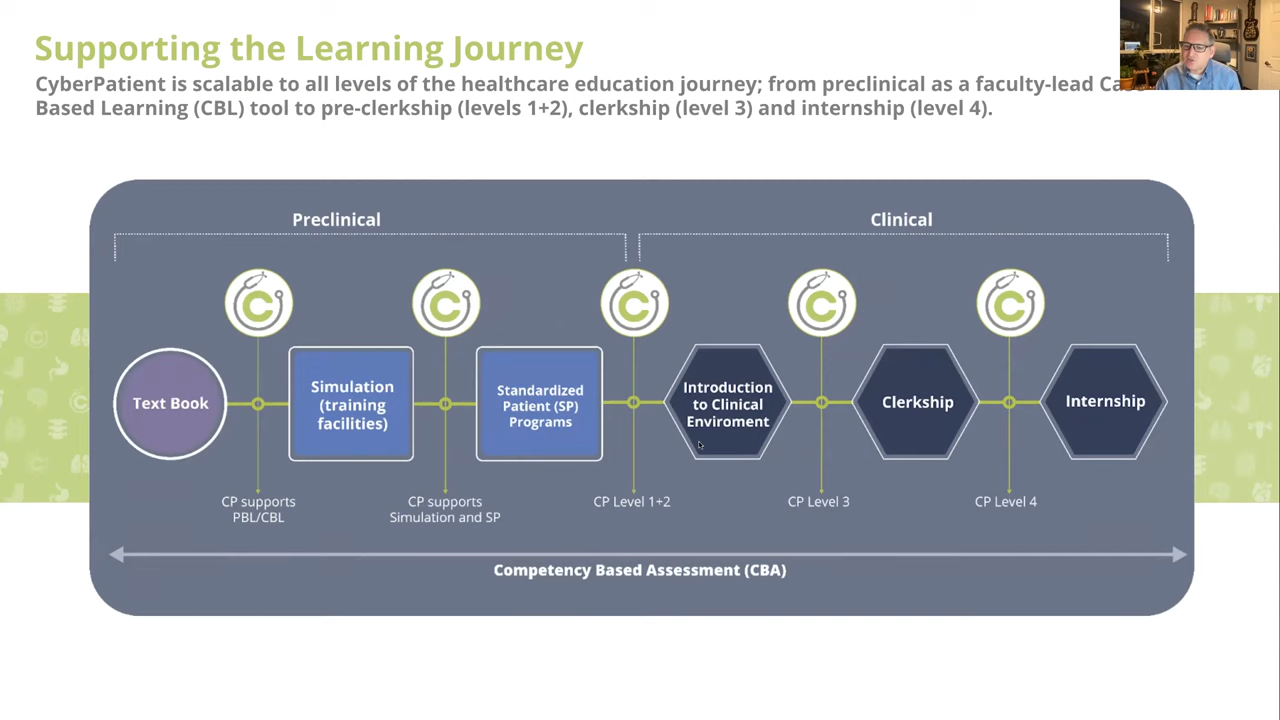 Supporting the Learning Journey
CyberPatient is scalable to all levels of the healthcare education journey; from preclinical as a faculty-lead
Based Learning (CBL) tool to pre-clerkship (levels 1+2), clerkship (level 3) and internship (level 4).
Preclinical
Clinical
Text Book
Simulation
(training
facilities)
Standardized
Patient (SP)
Programs
Introduction
to Clinical
Enviroment
Clerkship
Internship
CP supports
PBL/CBL
CP supports
Simulation and SP
CP Level 1+2
CP Level 3
CP Level 4
Competency Based Assessment (CBA)